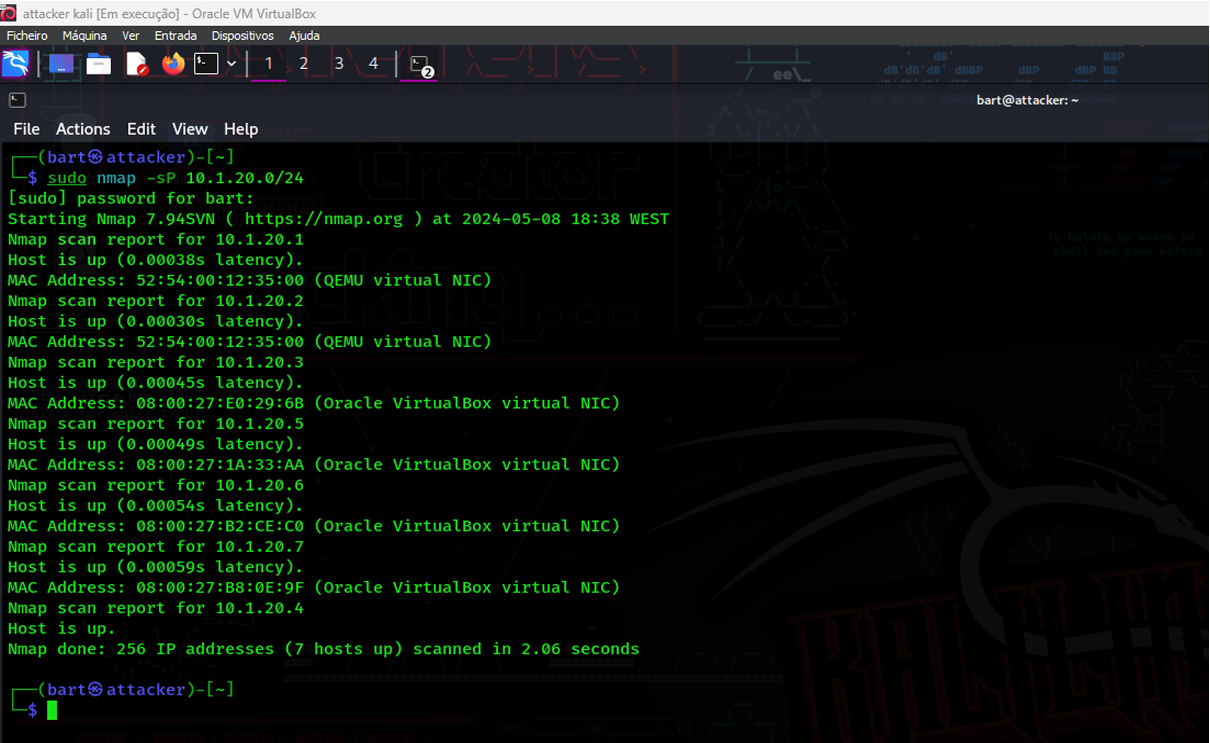 attacker kali [Em execução] - Oracle VM VirtualBox
Ficheiro Máquina Ver Entrada Dispositivos Ajuda
1 2 3 4 2
bart@attacker: ~
File Actions Edit View Help
┌──(bart㉿attacker)-[~]
└─$ sudo nmap -sP 10.1.20.0/24
[sudo] password for bart:
Starting Nmap 7.94SVN ( https://nmap.org ) at 2024-05-08 18:38 WEST
Nmap scan report for 10.1.20.1
Host is up (0.00038s latency).
MAC Address: 52:54:00:12:35:00 (QEMU virtual NIC)
Nmap scan report for 10.1.20.2
Host is up (0.00030s latency).
MAC Address: 52:54:00:12:35:00 (QEMU virtual NIC)
Nmap scan report for 10.1.20.3
Host is up (0.00045s latency).
MAC Address: 08:00:27:E0:29:6B (Oracle VirtualBox virtual NIC)
Nmap scan report for 10.1.20.5
Host is up (0.00049s latency).
MAC Address: 08:00:27:1A:33:AA (Oracle VirtualBox virtual NIC)
Nmap scan report for 10.1.20.6
Host is up (0.00054s latency).
MAC Address: 08:00:27:B2:CE:C0 (Oracle VirtualBox virtual NIC)
Nmap scan report for 10.1.20.7
Host is up (0.00059s latency).
MAC Address: 08:00:27:B8:0E:9F (Oracle VirtualBox virtual NIC)
Nmap scan report for 10.1.20.4
Host is up.
Nmap done: 256 IP addresses (7 hosts up) scanned in 2.06 seconds
┌──(bart㉿attacker)-[~]
└─$
To boldly go where no
shell has gone before